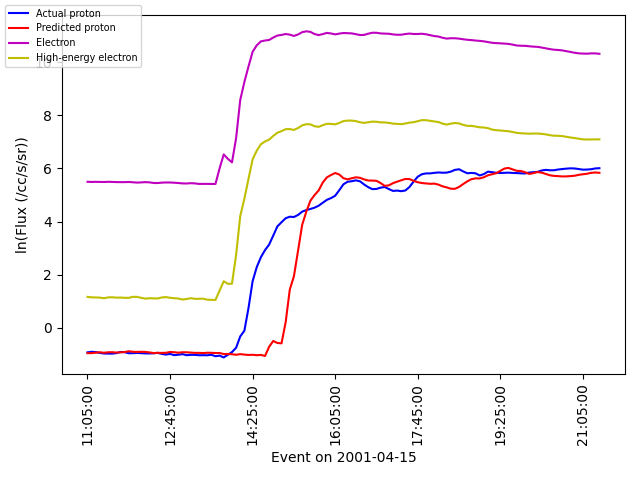 Actual proton
Predicted proton
Electron
High-energy electron
10
8
6
4
2
0
ln(Flux (/cc/s/sr))
11:05:00
12:45:00
14:25:00
16:05:00
17:45:00
19:25:00
21:05:00
Event on 2001-04-15